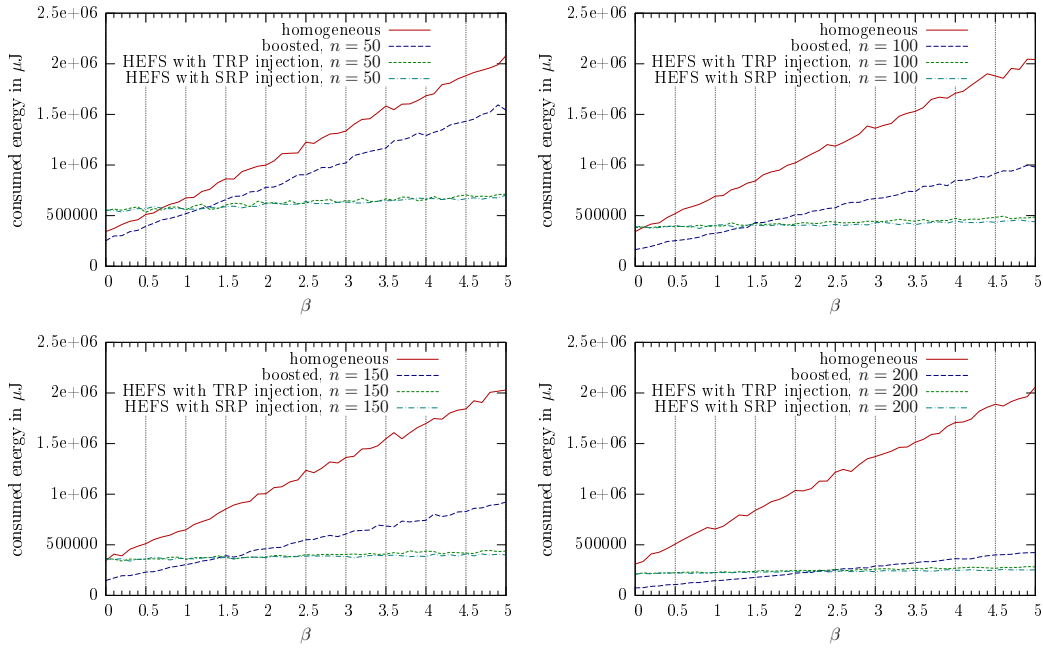 consumed energy in μJ
2.5e+06
2e+06
1.5e+06
1e+06
500000
0
homogeneous
boosted, n = 50
HEFS with TRP injection, n = 50
HEFS with SRP injection, n = 50
0 0.5 1 1.5 2 2.5 3 3.5 4 4.5 5
β
consumed energy in μJ
2.5e+06
2e+06
1.5e+06
1e+06
500000
0
homogeneous
boosted, n = 100
HEFS with TRP injection, n = 100
HEFS with SRP injection, n = 100
0 0.5 1 1.5 2 2.5 3 3.5 4 4.5 5
β
consumed energy in μJ
2.5e+06
2e+06
1.5e+06
1e+06
500000
0
homogeneous
boosted, n = 150
HEFS with TRP injection, n = 150
HEFS with SRP injection, n = 150
0 0.5 1 1.5 2 2.5 3 3.5 4 4.5 5
β
consumed energy in μJ
2.5e+06
2e+06
1.5e+06
1e+06
500000
0
homogeneous
boosted, n = 200
HEFS with TRP injection, n = 200
HEFS with SRP injection, n = 200
0 0.5 1 1.5 2 2.5 3 3.5 4 4.5 5
β